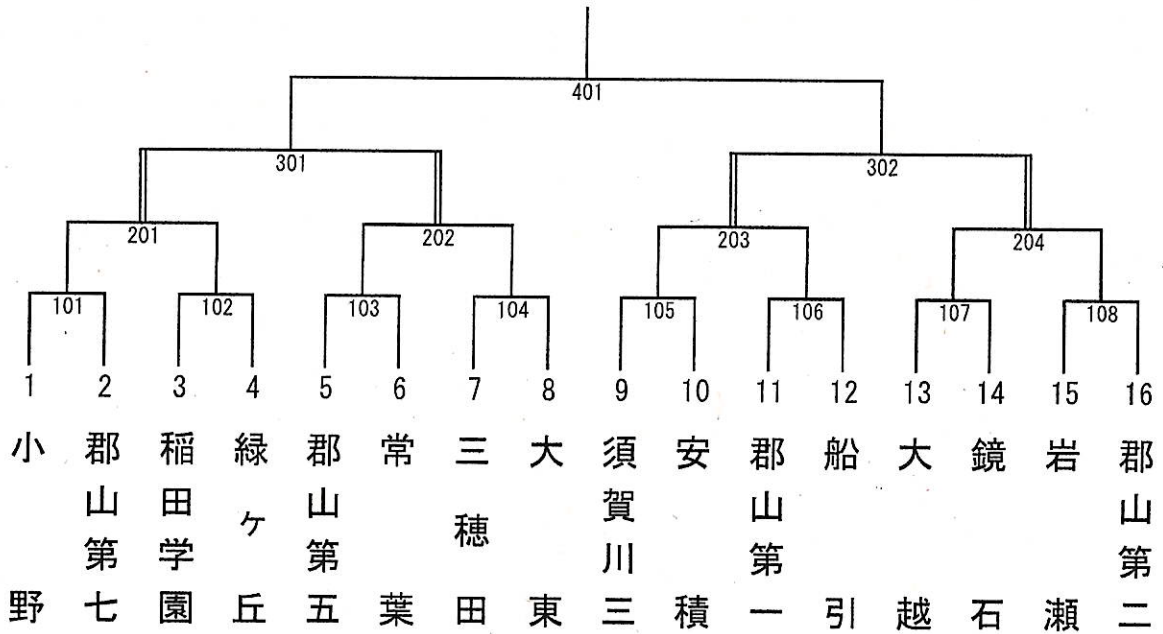 401
301
302
201
202
203
204
101
102
103
104
105
106
107
108
1
2
3
4
5
6
7
8
9
10
11
12
13
14
15
16
小野
郡山第七
稲田学園
緑ヶ丘
郡山第五
常葉
三穂田
大東
須賀川三
安積
郡山第一
船引
大越
鏡石
岩瀬
郡山第二